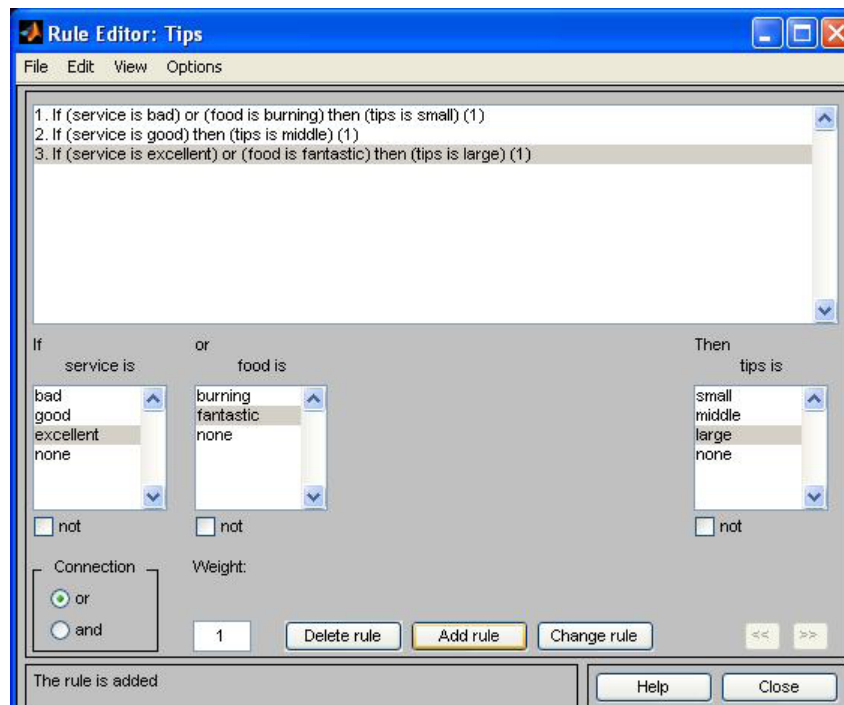 Rule Editor: Tips
File Edit View Options
1. If (service is bad) or (food is burning) then (tips is small) (1)
2. If (service is good) then (tips is middle) (1)
3. If (service is excellent) or (food is fantastic) then (tips is large) (1)
If or Then
service is food is tips is
bad burning small
good fantastic middle
excellent none large
none none
not not not
Connection Weight:
or
and 1 Delete rule Add rule Change rule << >>
The rule is added Help Close